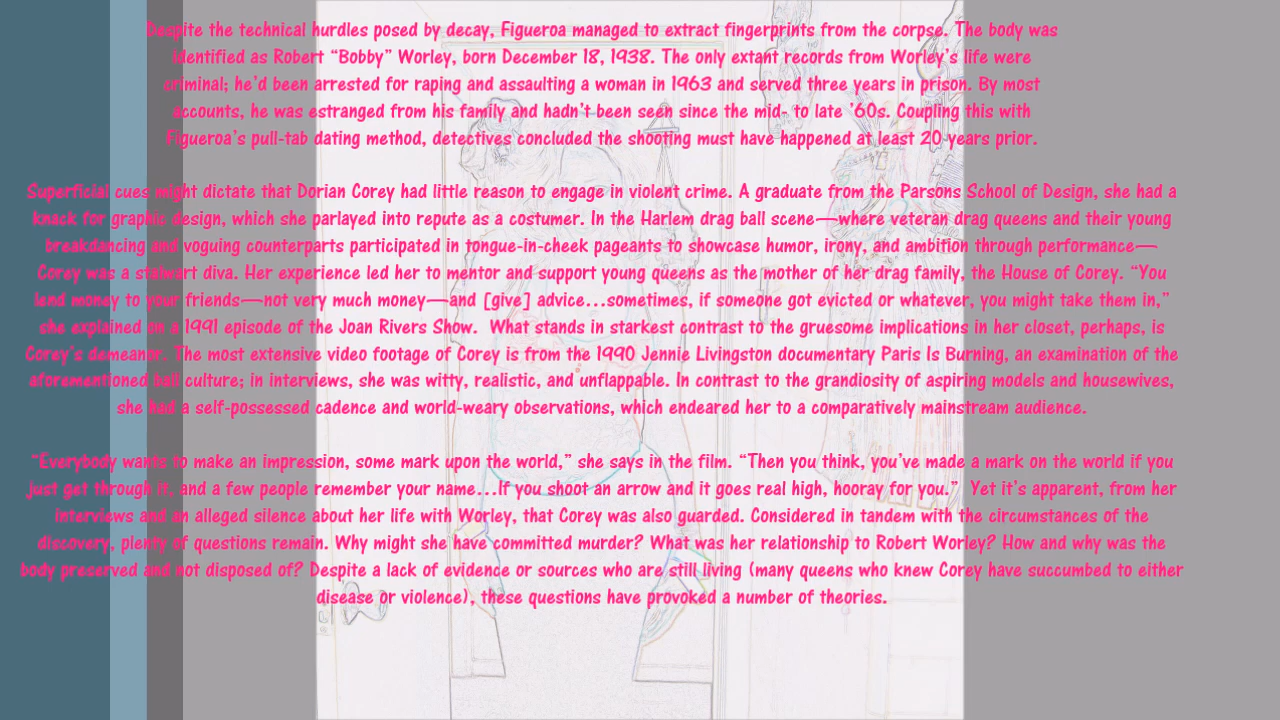 Despite the technical hurdles posed by decay, Figueroa managed to extract fingerprints from the corpse. The body was
identified as Robert “Bobby” Worley, born December 18, 1938. The only extant records from Worley’s life were
criminal; he’d been arrested for raping and assaulting a woman in 1963 and served three years in prison. By most
accounts, he was estranged from his family and hadn’t been seen since the mid- to late ’60s. Coupling this with
Figueroa’s pull-tab dating method, detectives concluded the shooting must have happened at least 20 years prior.
Superficial cues might dictate that Dorian Corey had little reason to engage in violent crime. A graduate from the Parsons School of Design, she had a
knack for graphic design, which she parlayed into repute as a costumer. In the Harlem drag ball scene—where veteran drag queens and their young
breakdancing and voguing counterparts participated in tongue-in-cheek pageants to showcase humor, irony, and ambition through performance—
Corey was a stalwart diva. Her experience led her to mentor and support young queens as the mother of her drag family, the House of Corey. “You
lend money to your friends—not very much money—and [give] advice...sometimes, if someone got evicted or whatever, you might take them in,”
she explained on a 1991 episode of the Joan Rivers Show.  What stands in starkest contrast to the gruesome implications in her closet, perhaps, is
Corey’s demeanor. The most extensive video footage of Corey is from the 1990 Jennie Livingston documentary Paris Is Burning, an examination of the
aforementioned ball culture; in interviews, she was witty, realistic, and unflappable. In contrast to the grandiosity of aspiring models and housewives,
she had a self-possessed cadence and world-weary observations, which endeared her to a comparatively mainstream audience.
“Everybody wants to make an impression, some mark upon the world,” she says in the film. “Then you think, you’ve made a mark on the world if you
just get through it, and a few people remember your name...If you shoot an arrow and it goes real high, hooray for you.”  Yet it’s apparent, from her
interviews and an alleged silence about her life with Worley, that Corey was also guarded. Considered in tandem with the circumstances of the
discovery, plenty of questions remain. Why might she have committed murder? What was her relationship to Robert Worley? How and why was the
body preserved and not disposed of? Despite a lack of evidence or sources who are still living (many queens who knew Corey have succumbed to either
disease or violence), these questions have provoked a number of theories.